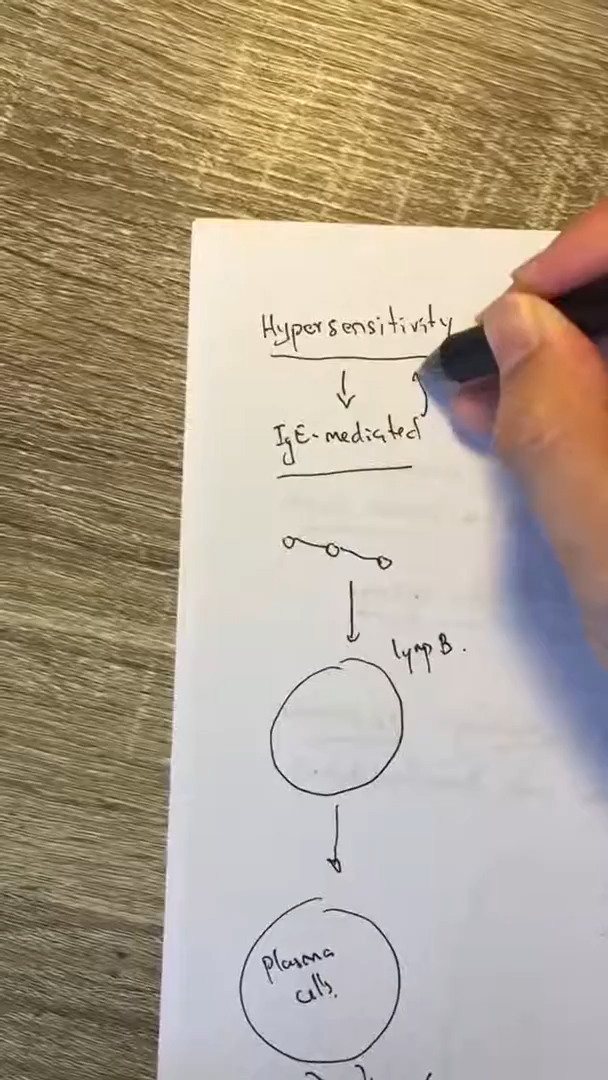 Hypersensitivity
IgE-mediated
lymp B.
plasma
cells.